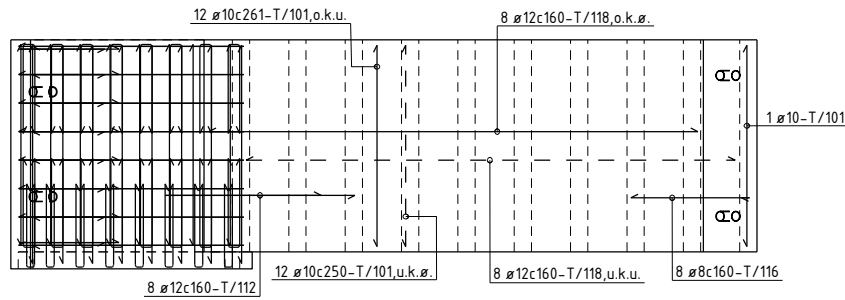 12 ø10c261-T/101,o.k.u.
8 ø12c160-T/118,o.k.ø.
1 ø10-T/101
12 ø10c250-T/101,u.k.ø.
8 ø12c160-T/118,u.k.u.
8 ø8c160-T/116
8 ø12c160-T/112